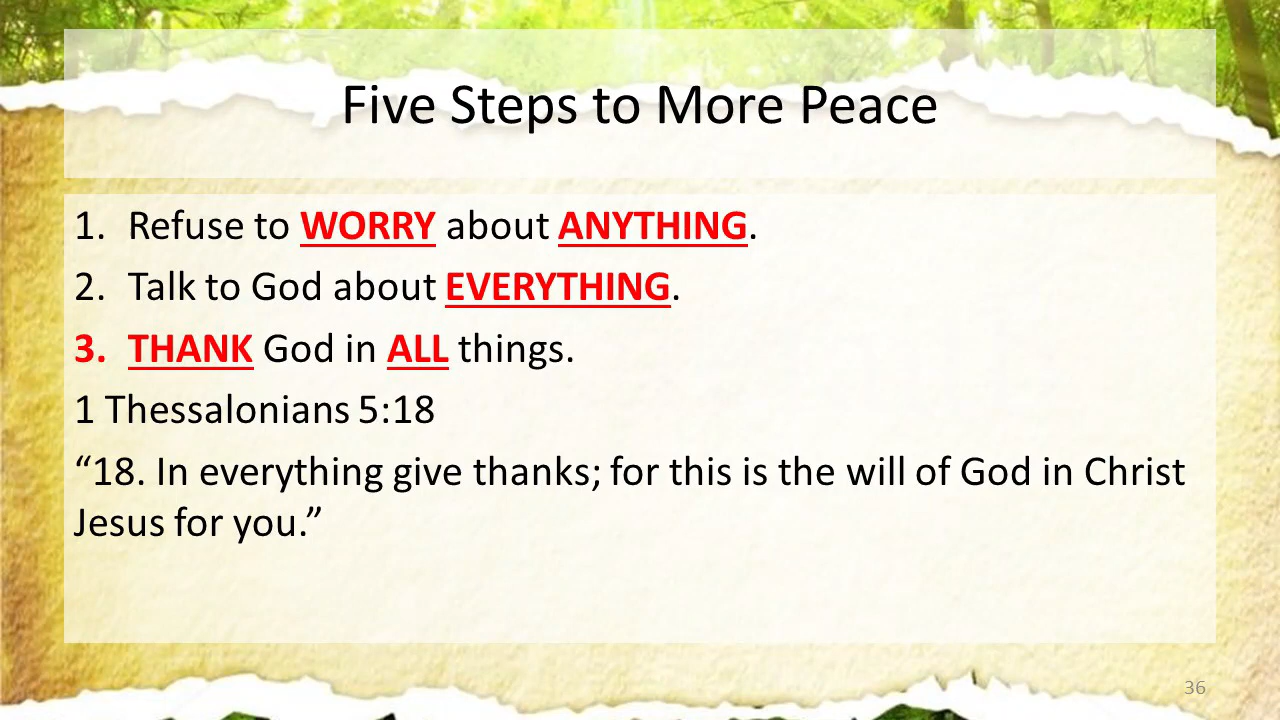 Five Steps to More Peace
1. Refuse to WORRY about ANYTHING.
2. Talk to God about EVERYTHING.
3. THANK God in ALL things.
1 Thessalonians 5:18
“18. In everything give thanks; for this is the will of God in Christ
Jesus for you.”
36